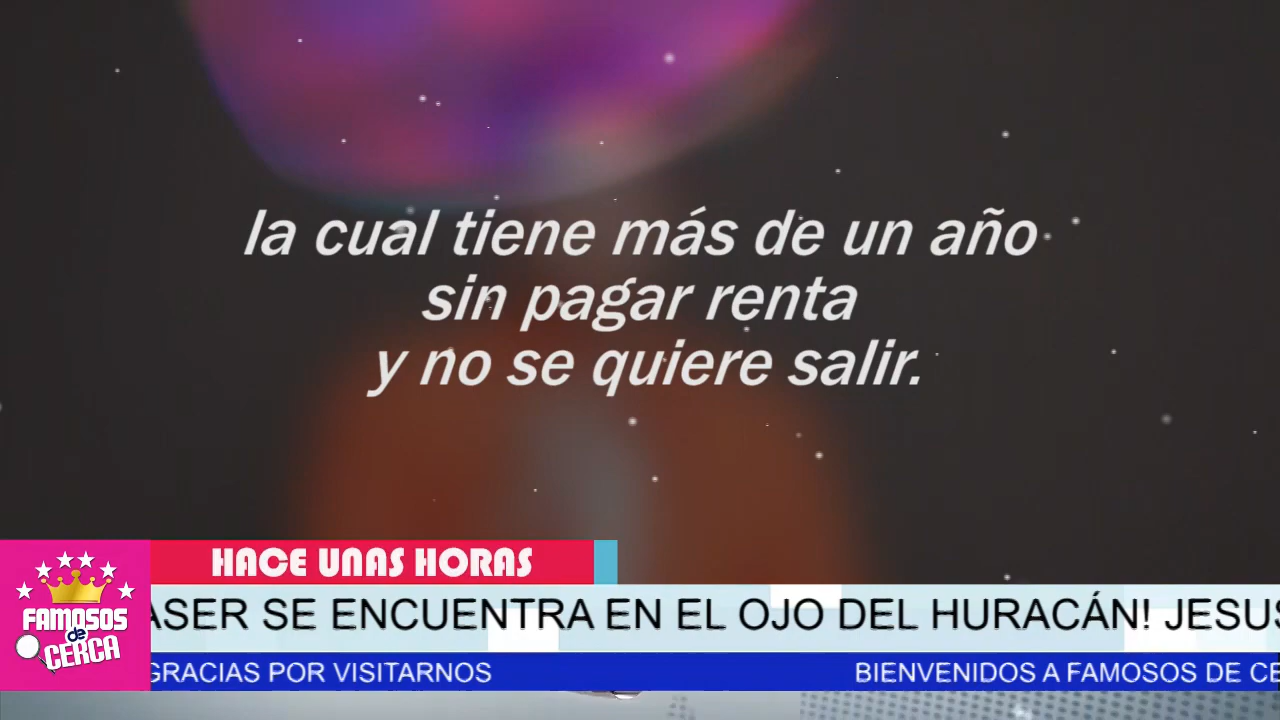 la cual tiene más de un año
sin pagar renta
y no se quiere salir.
HACE UNAS HORAS
FAMOSOS
de
CERCA
ASER SE ENCUENTRA EN EL OJO DEL HURACÁN! JESUS
GRACIAS POR VISITARNOS
BIENVENIDOS A FAMOSOS DE CE